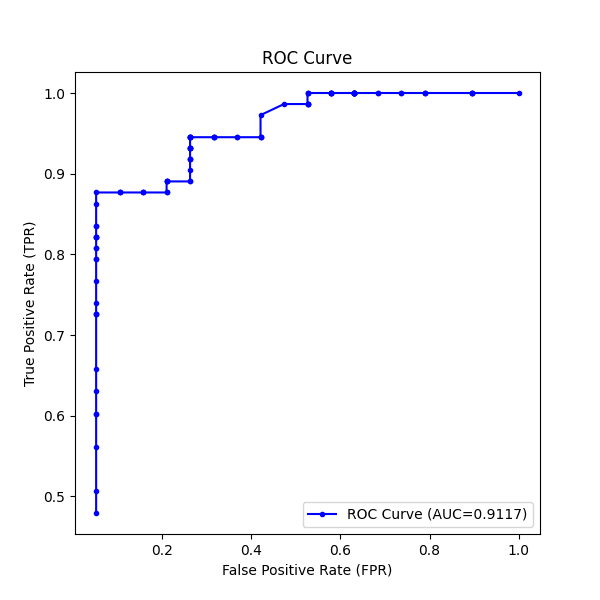 ROC Curve
1.0
0.9
0.8
0.7
0.6
0.5
True Positive Rate (TPR)
ROC Curve (AUC=0.9117)
0.2 0.4 0.6 0.8 1.0
False Positive Rate (FPR)